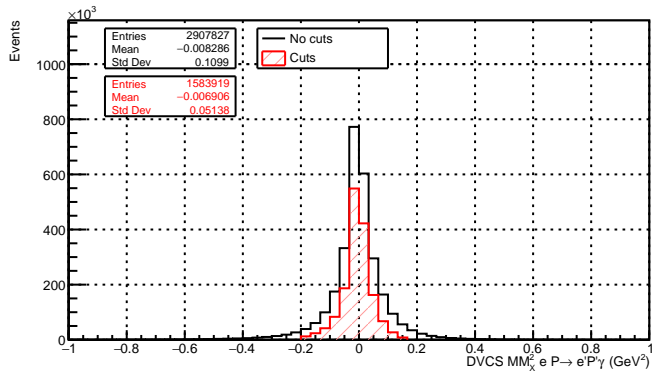 ×10³
Events
Entries 2907827
Mean −0.008286
Std Dev 0.1099
Entries 1583919
Mean −0.006906
Std Dev 0.05138
No cuts
Cuts
1000
800
600
400
200
0
−1 −0.8 −0.6 −0.4 −0.2 0 0.2 0.4 0.6 0.8 1
DVCS MM²ₓ e P→ e'P'γ (GeV²)